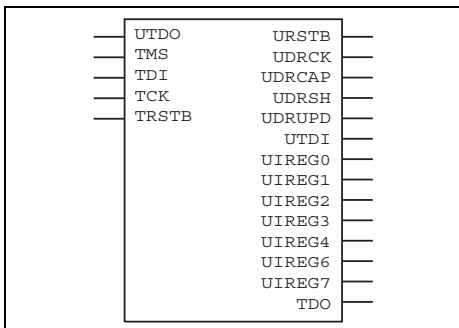 UTDO URSTB
TMS UDRCK
TDI UDRCAP
TCK UDRSH
TRSTB UDRUPD
UTDI
UIREG0
UIREG1
UIREG2
UIREG3
UIREG4
UIREG6
UIREG7
TDO